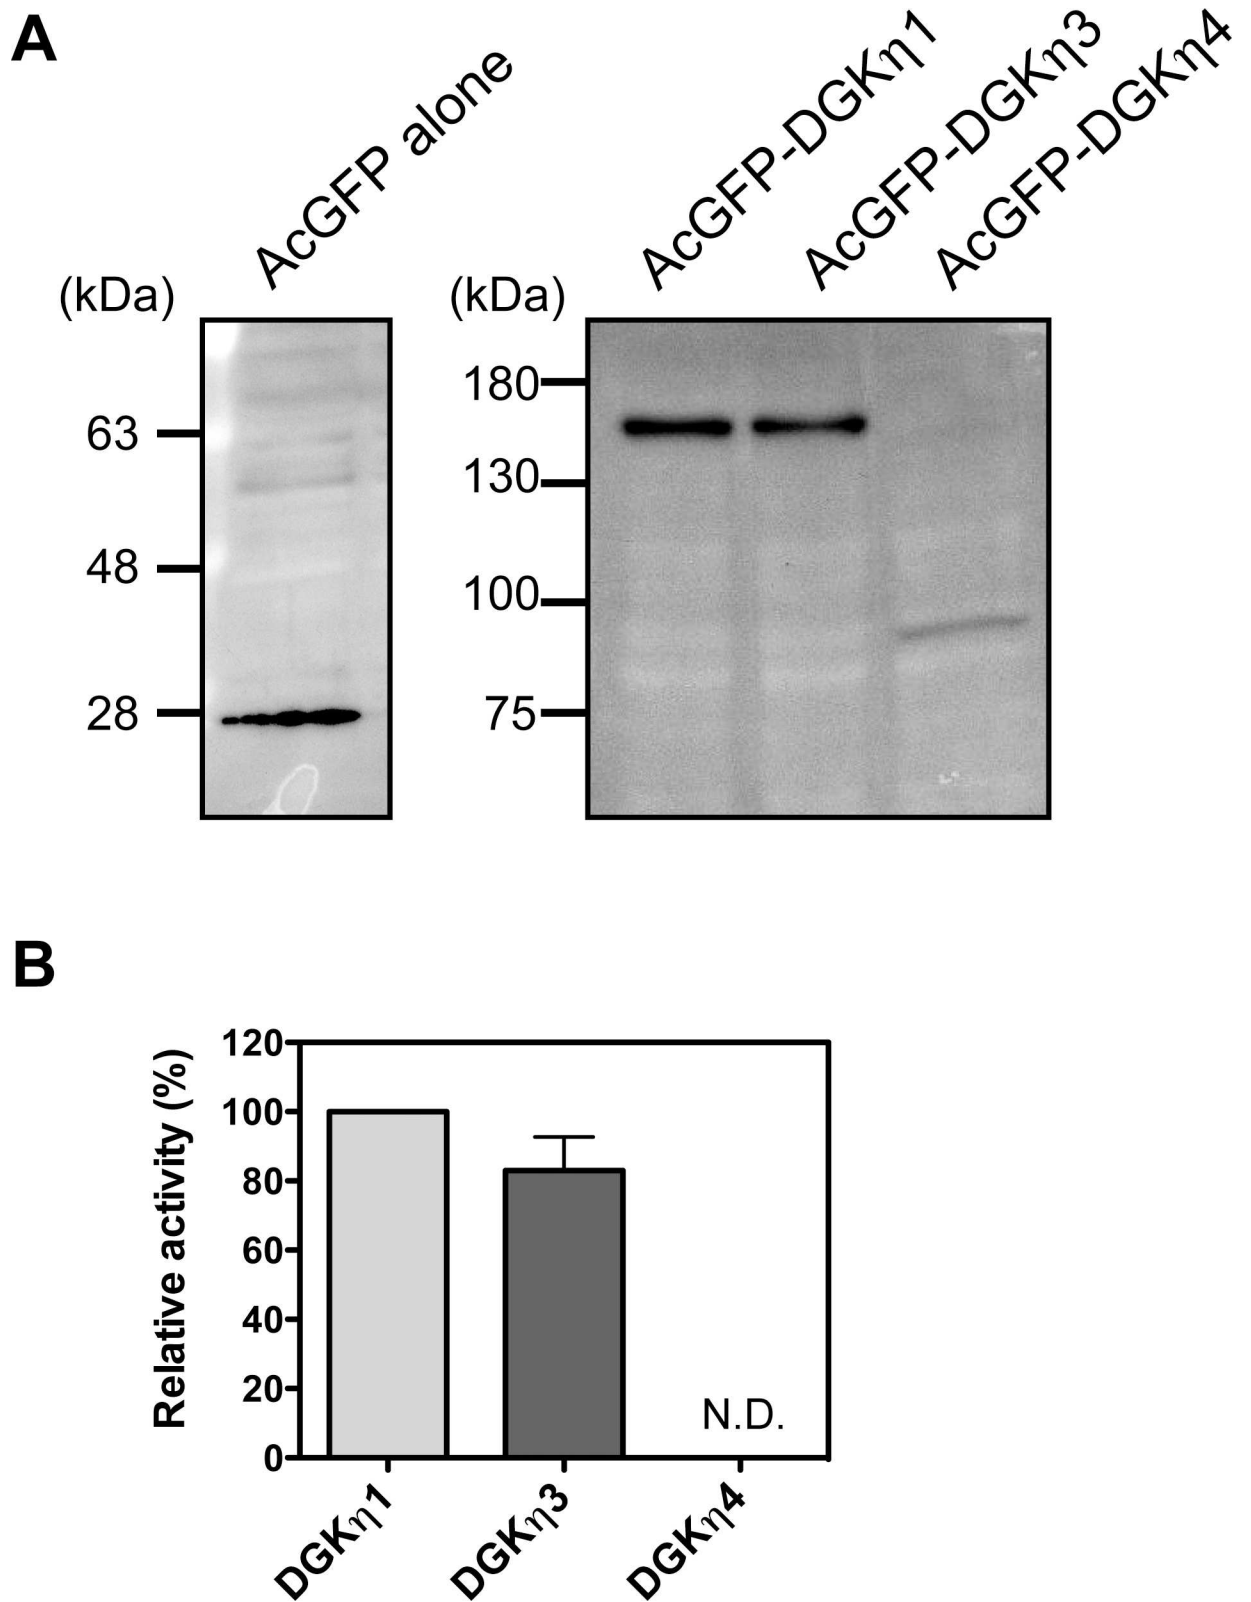 A
AcGFP alone
AcGFP-DGKη1
AcGFP-DGKη3
AcGFP-DGKη4
(kDa)
63
48
28
(kDa)
180
130
100
75
B
Relative activity (%)
120
100
80
60
40
20
0
N.D.
DGKη1
DGKη3
DGKη4